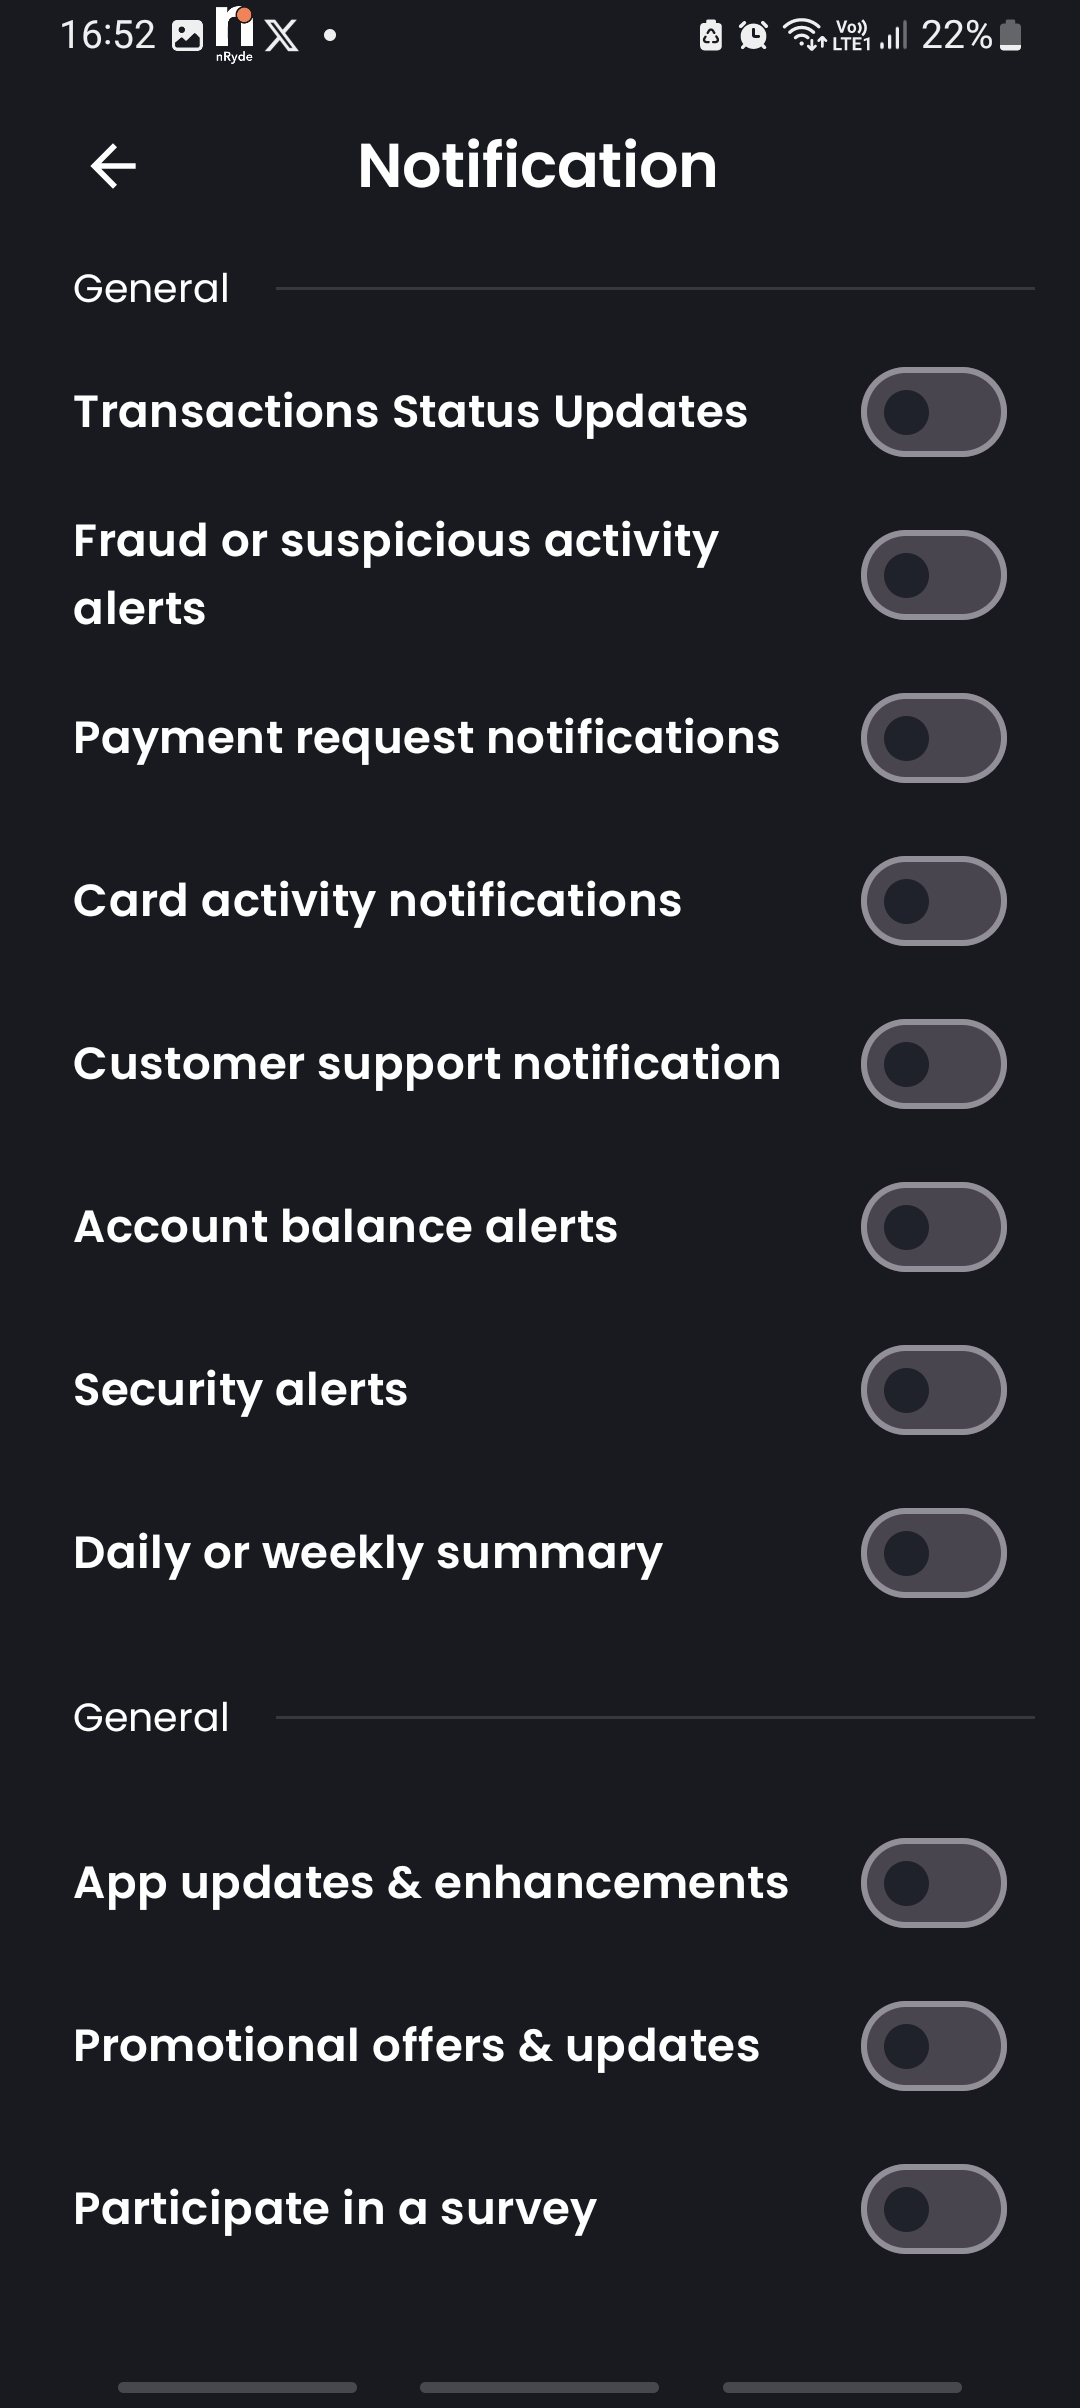 16:52 nRyde Vo)) LTE1 22%
Notification
General
Transactions Status Updates
Fraud or suspicious activity
alerts
Payment request notifications
Card activity notifications
Customer support notification
Account balance alerts
Security alerts
Daily or weekly summary
General
App updates & enhancements
Promotional offers & updates
Participate in a survey